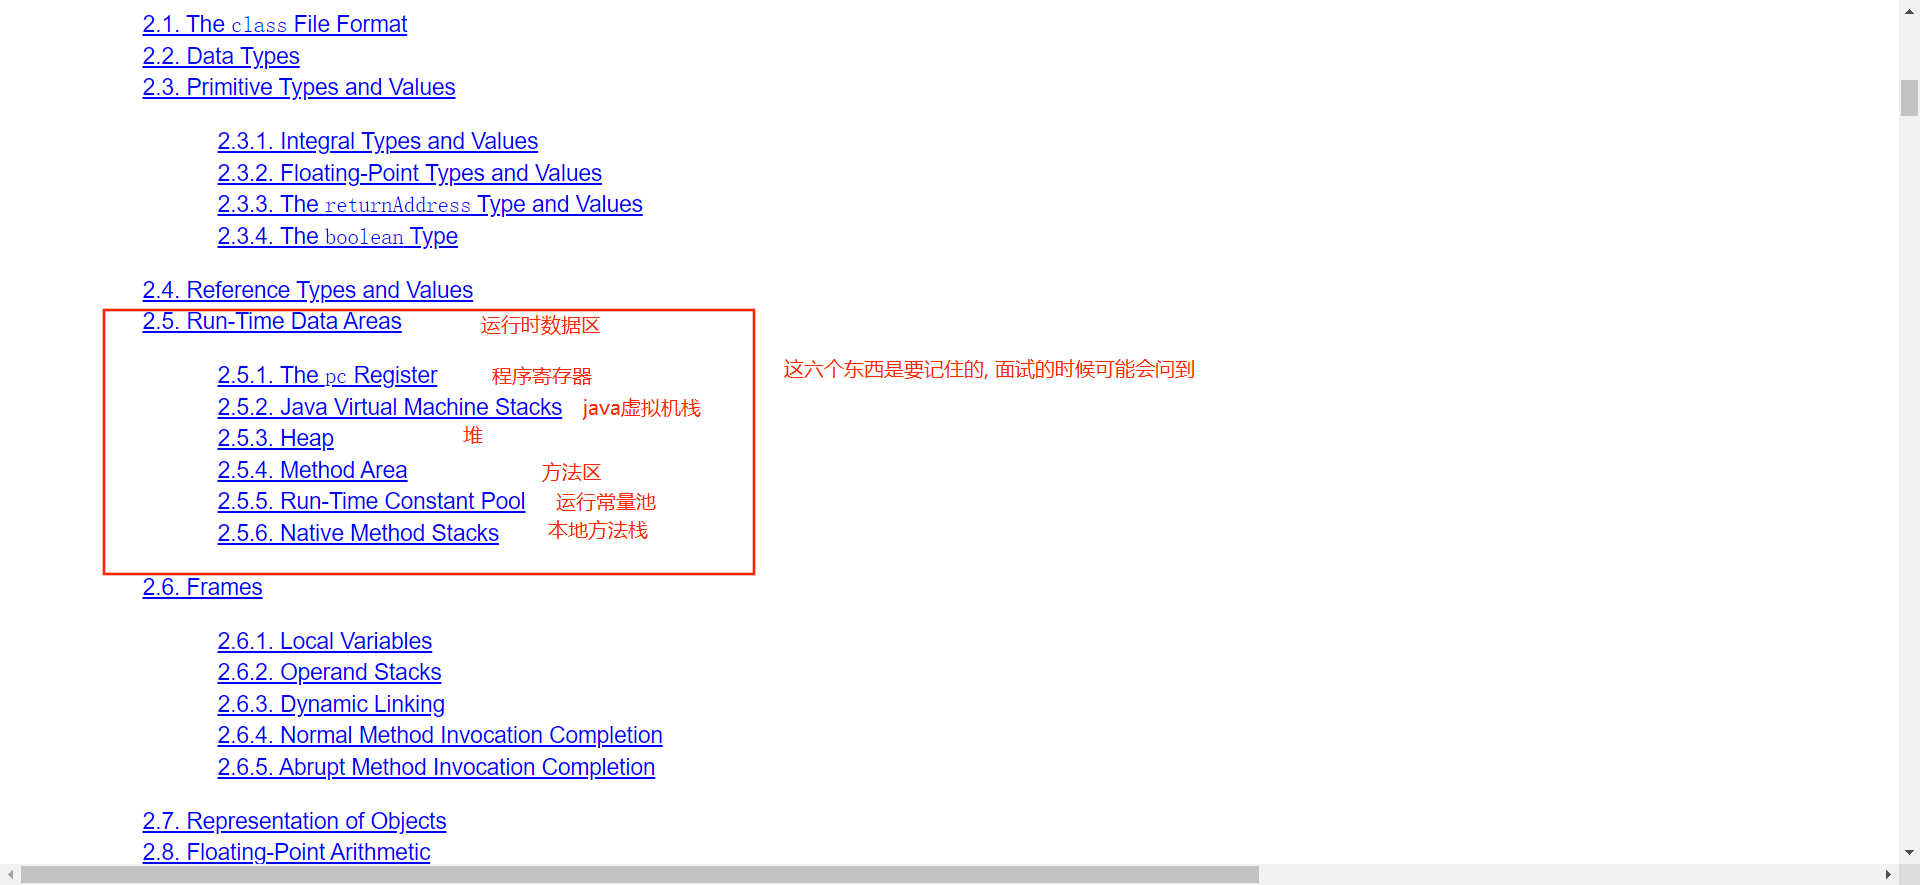 2.1. The class File Format
2.2. Data Types
2.3. Primitive Types and Values
2.3.1. Integral Types and Values
2.3.2. Floating-Point Types and Values
2.3.3. The returnAddress Type and Values
2.3.4. The boolean Type
2.4. Reference Types and Values
2.5. Run-Time Data Areas 运行时数据区
这六个东西是要记住的, 面试的时候可能会问到
2.5.1. The pc Register 程序寄存器
2.5.2. Java Virtual Machine Stacks java虚拟机栈
2.5.3. Heap 堆
2.5.4. Method Area 方法区
2.5.5. Run-Time Constant Pool 运行常量池
2.5.6. Native Method Stacks 本地方法栈
2.6. Frames
2.6.1. Local Variables
2.6.2. Operand Stacks
2.6.3. Dynamic Linking
2.6.4. Normal Method Invocation Completion
2.6.5. Abrupt Method Invocation Completion
2.7. Representation of Objects
2.8. Floating-Point Arithmetic